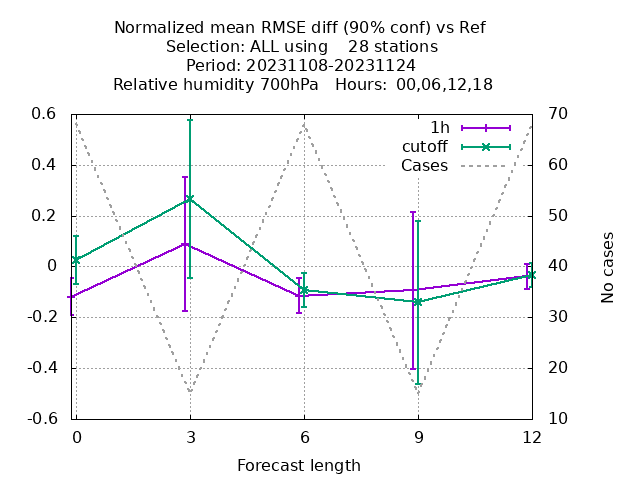 Normalized mean RMSE diff (90% conf) vs Ref
Selection: ALL using    28 stations
Period: 20231108-20231124
Relative humidity 700hPa   Hours: 00,06,12,18
0.6
0.4
0.2
0
-0.2
-0.4
-0.6
70
60
50
40
30
20
10
1h
cutoff
Cases
No cases
0 3 6 9 12
Forecast length